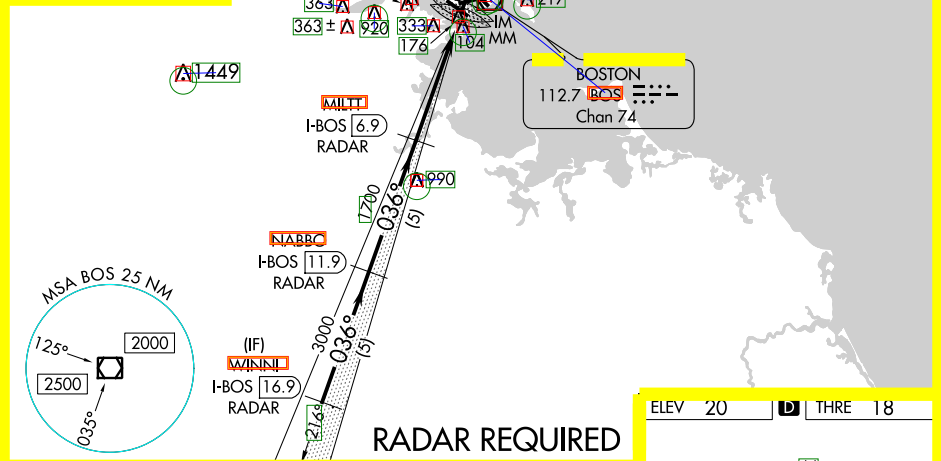 363
363 ±
920
333
176
104
217
IM
MM
1449
BOSTON
112.7 BOS
Chan 74
MILTT
I-BOS 6.9
RADAR
990
1700
036°
(5)
NABBO
I-BOS 11.9
RADAR
MSA BOS 25 NM
125°
2000
2500
035°
3000
036°
(5)
(IF)
WINNI
I-BOS 16.9
RADAR
216°
RADAR REQUIRED
ELEV 20
D
THRE 18